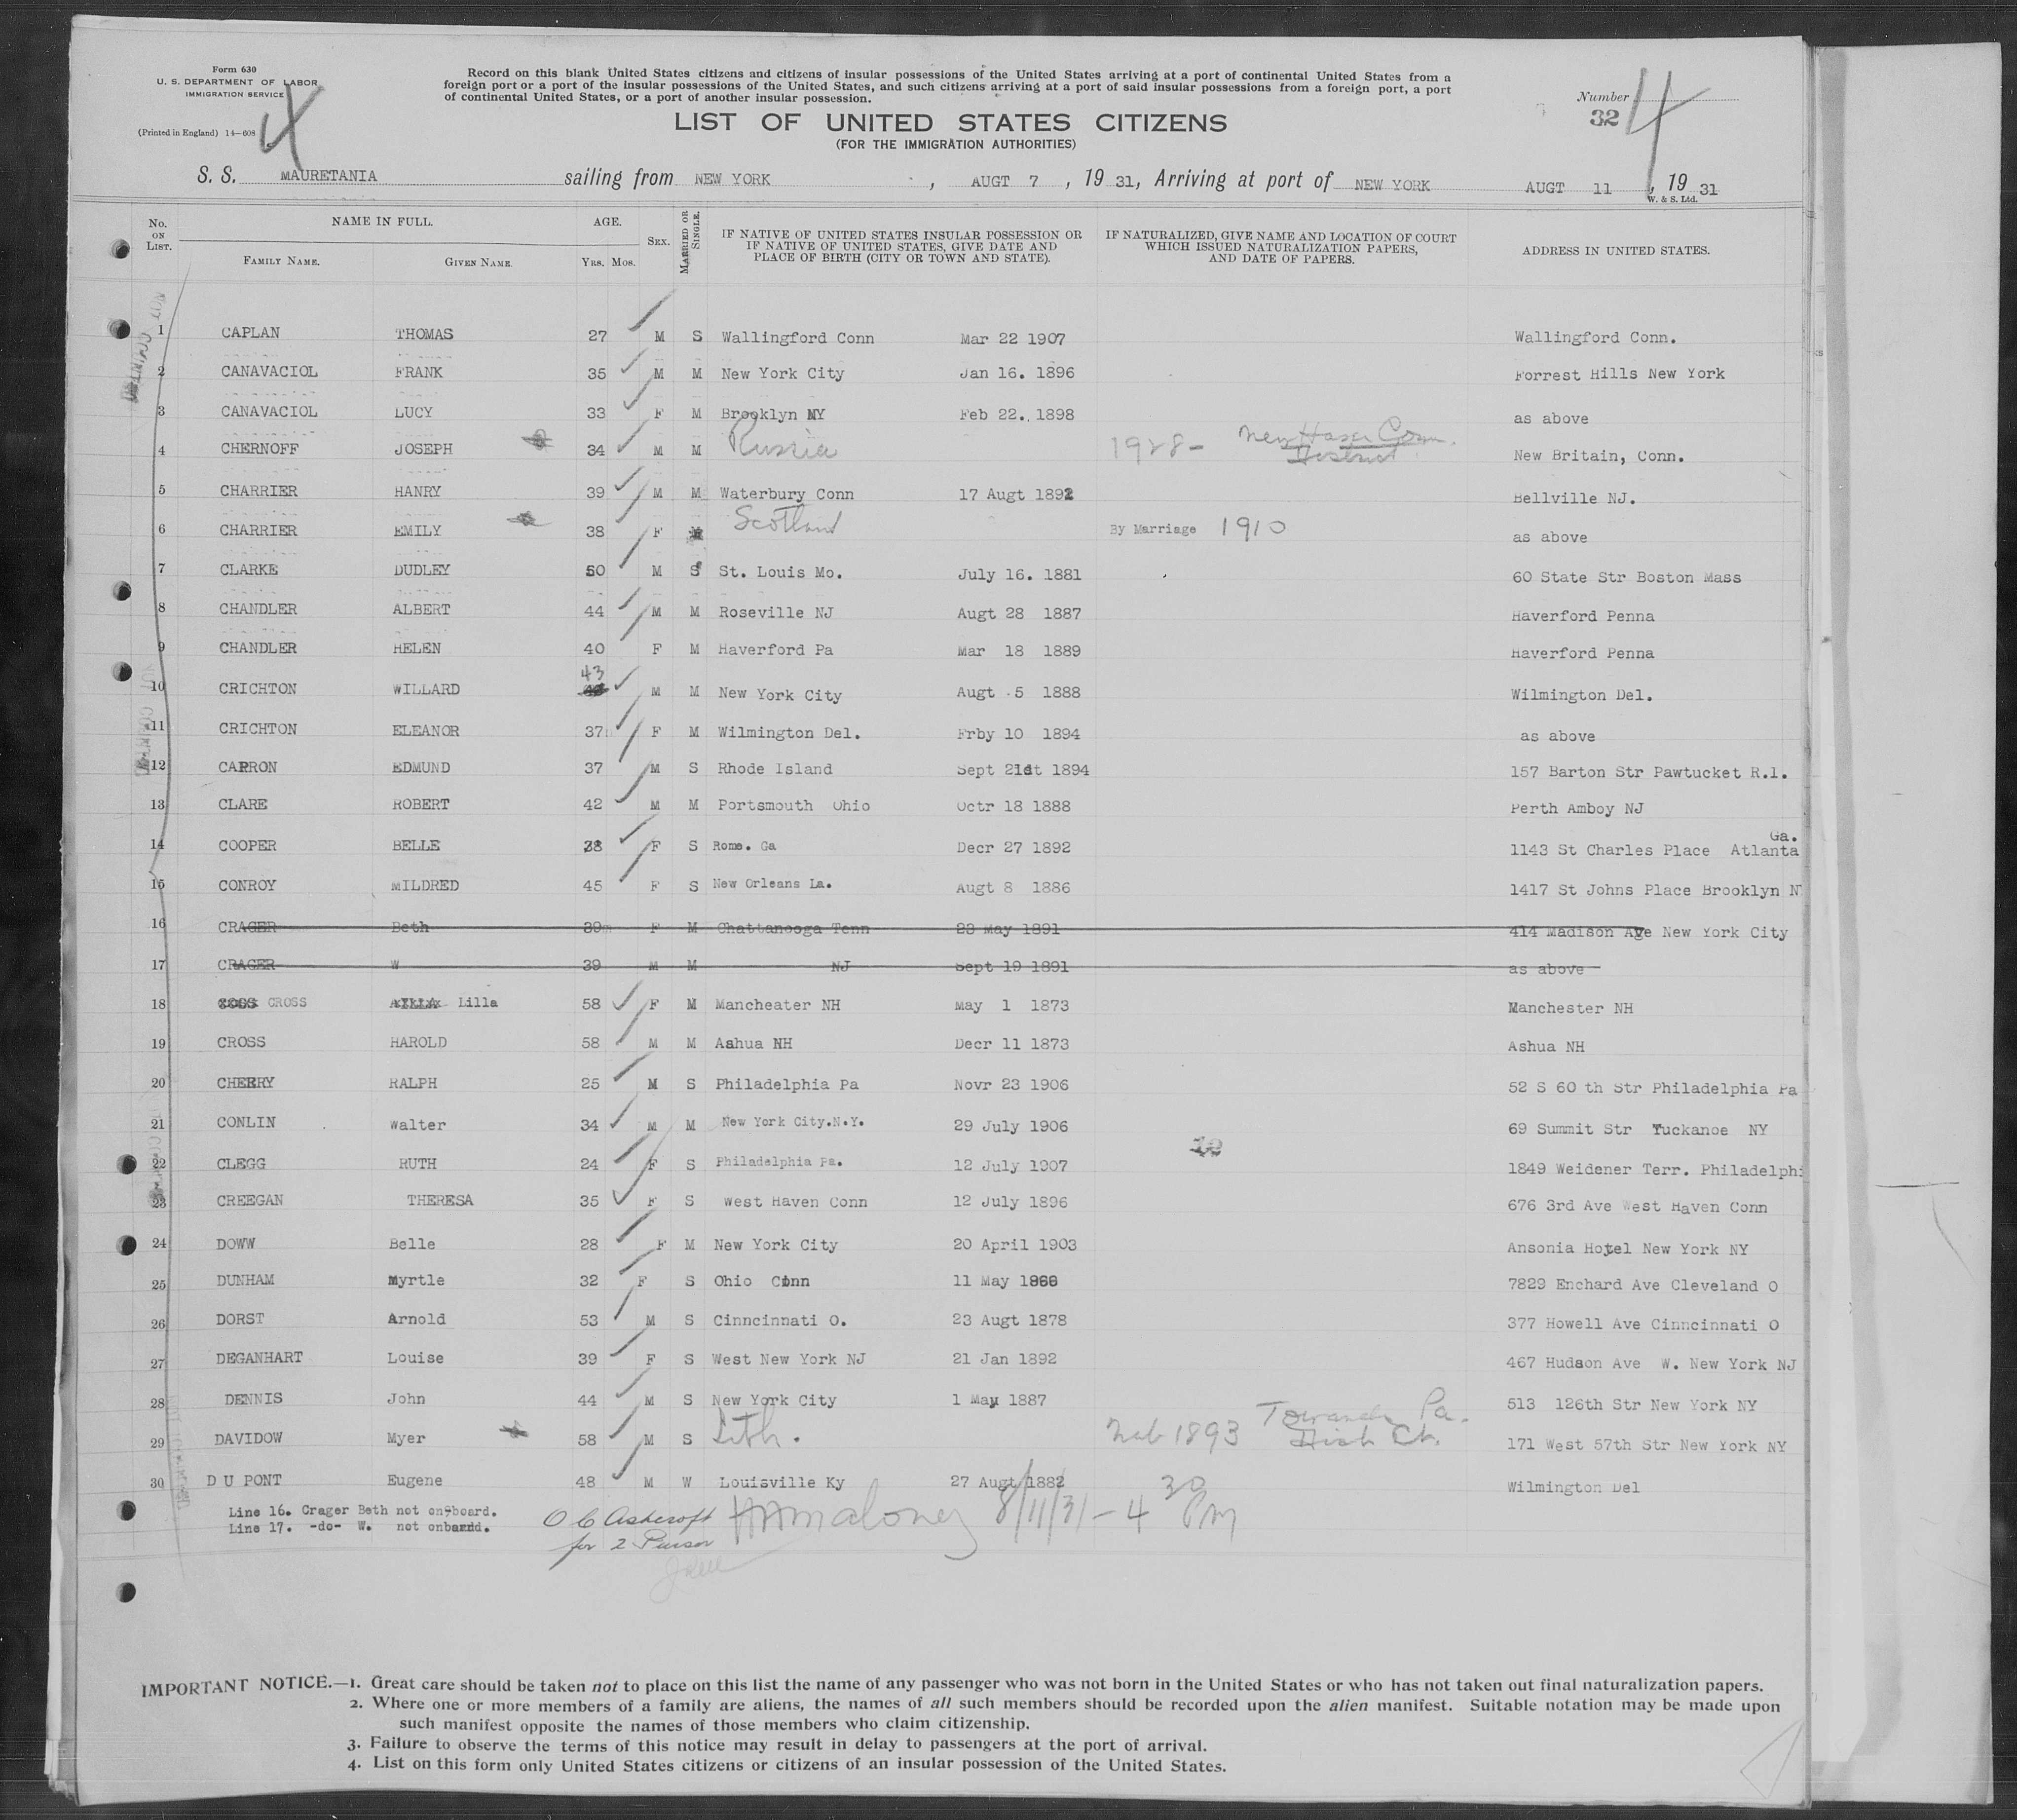 Form 630
U. S. DEPARTMENT OF LABOR
IMMIGRATION SERVICE
(Printed in England) 14—608
4
Record on this blank United States citizens and citizens of insular possessions of the United States arriving at a port of continental United States from a
foreign port or a port of the insular possessions of the United States, and such citizens arriving at a port of said insular possessions from a foreign port, a port
of continental United States, or a port of another insular possession.
Number 4
32
LIST OF UNITED STATES CITIZENS
(FOR THE IMMIGRATION AUTHORITIES)
S. S. MAURETANIA sailing from NEW YORK , AUGT 7 , 19 31, Arriving at port of NEW YORK AUGT 11 , 19 31
W. & S. Ltd.
No. ON LIST. NAME IN FULL. AGE. SEX. MARRIED OR SINGLE. IF NATIVE OF UNITED STATES INSULAR POSSESSION OR IF NATIVE OF UNITED STATES, GIVE DATE AND PLACE OF BIRTH (CITY OR TOWN AND STATE). IF NATURALIZED, GIVE NAME AND LOCATION OF COURT WHICH ISSUED NATURALIZATION PAPERS, AND DATE OF PAPERS. ADDRESS IN UNITED STATES.
FAMILY NAME. GIVEN NAME. YRS. MOS.
1 CAPLAN THOMAS 27 M S Wallingford Conn Mar 22 1907 Wallingford Conn.
2 CANAVACIOL FRANK 35 M M New York City Jan 16. 1896 Forrest Hills New York
3 CANAVACIOL LUCY 33 F M Brooklyn NY Feb 22. 1898 as above
4 CHERNOFF JOSEPH 34 M M Russia 1928- New Haven Conn. New Britain, Conn.
5 CHARRIER HANRY 39 M M Waterbury Conn 17 Augt 1892 Bellville NJ.
6 CHARRIER EMILY 38 F Scotland By Marriage 1910 as above
7 CLARKE DUDLEY 50 M S St. Louis Mo. July 16. 1881 60 State Str Boston Mass
8 CHANDLER ALBERT 44 M M Roseville NJ Augt 28 1887 Haverford Penna
9 CHANDLER HELEN 40 F M Haverford Pa Mar 18 1889 Haverford Penna
10 CRICHTON WILLARD 43 M M New York City Augt 5 1888 Wilmington Del.
11 CRICHTON ELEANOR 37 F M Wilmington Del. Frby 10 1894 as above
12 CARRON EDMUND 37 M S Rhode Island Sept 21st 1894 157 Barton Str Pawtucket R.I.
13 CLARE ROBERT 42 M M Portsmouth Ohio Octr 18 1888 Perth Amboy NJ
14 COOPER BELLE 38 F S Rome. Ga Decr 27 1892 1143 St Charles Place Atlanta Ga.
15 CONROY MILDRED 45 F S New Orleans La. Augt 8 1886 1417 St Johns Place Brooklyn N
16 CRAGER Beth 39 F M Chattanooga Tenn 23 May 1891 414 Madison Ave New York City
17 CRAGER W 39 M M NJ Sept 19 1891 as above
18 CROSS Lilla 58 F M Mancheater NH May 1 1873 Manchester NH
19 CROSS HAROLD 58 M M Ashua NH Decr 11 1873 Ashua NH
20 CHERRY RALPH 25 M S Philadelphia Pa Novr 23 1906 52 S 60 th Str Philadelphia Pa
21 CONLIN Walter 34 M M New York City.N.Y. 29 July 1906 69 Summit Str Tuckanoe NY
22 CLEGG RUTH 24 F S Philadelphia Pa. 12 July 1907 1849 Weidener Terr. Philadelphi
23 CREEGAN THERESA 35 F S West Haven Conn 12 July 1896 676 3rd Ave West Haven Conn
24 DOWW Belle 28 F M New York City 20 April 1903 Ansonia Hotel New York NY
25 DUNHAM Myrtle 32 F S Ohio 11 May 7829 Enchard Ave Cleveland O
26 DORST Arnold 53 M S Cinncinnati O. 23 Augt 1878 377 Howell Ave Cinncinnati O
27 DEGANHART Louise 39 F S West New York NJ 21 Jan 1892 467 Hudson Ave W. New York NJ
28 DENNIS John 44 M S New York City 1 May 1887 513 126th Str New York NY
29 DAVIDOW Myer 58 M S Lith. 1893 Towanda Pa. 171 West 57th Str New York NY
30 D U PONT Eugene 48 M W Louisville Ky 27 Augt 1882 Wilmington Del
Line 16. Crager Beth not on board.
Line 17. -do- W. not onboard.
O C Ashcroft
for 2 Purser
HAMaloney 8/11/31 - 4 30 PM
IMPORTANT NOTICE.—1. Great care should be taken not to place on this list the name of any passenger who was not born in the United States or who has not taken out final naturalization papers.
2. Where one or more members of a family are aliens, the names of all such members should be recorded upon the alien manifest. Suitable notation may be made upon
such manifest opposite the names of those members who claim citizenship.
3. Failure to observe the terms of this notice may result in delay to passengers at the port of arrival.
4. List on this form only United States citizens or citizens of an insular possession of the United States.